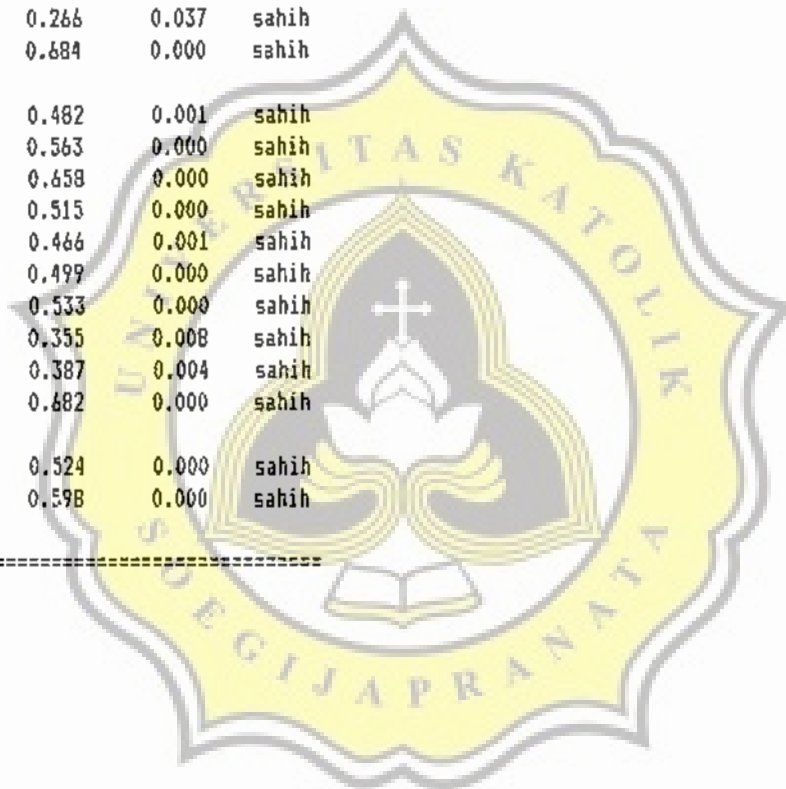 0.266 0.037 sahih
0.684 0.000 sahih
0.482 0.001 sahih
0.563 0.000 sahih
0.658 0.000 sahih
0.515 0.000 sahih
0.466 0.001 sahih
0.499 0.000 sahih
0.533 0.000 sahih
0.355 0.008 sahih
0.387 0.004 sahih
0.682 0.000 sahih
0.524 0.000 sahih
0.598 0.000 sahih
================================
UNIVERSITAS KATOLIK
SOEGIJAPRANATA